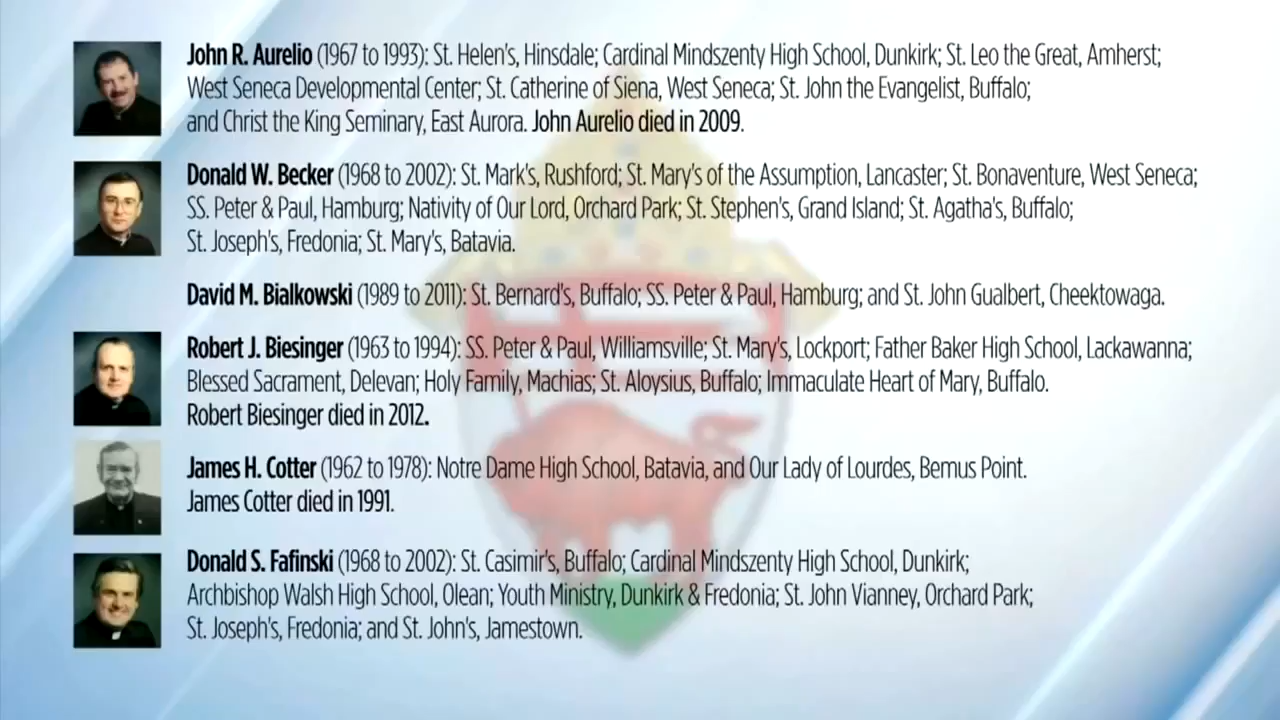 John R. Aurelio (1967 to 1993): St. Helen's, Hinsdale; Cardinal Mindszenty High School, Dunkirk; St. Leo the Great, Amherst;
West Seneca Developmental Center; St. Catherine of Siena, West Seneca; St. John the Evangelist, Buffalo;
and Christ the King Seminary, East Aurora. John Aurelio died in 2009.
Donald W. Becker (1968 to 2002): St. Mark's, Rushford; St. Mary's of the Assumption, Lancaster; St. Bonaventure, West Seneca;
SS. Peter & Paul, Hamburg; Nativity of Our Lord, Orchard Park; St. Stephen's, Grand Island; St. Agatha's, Buffalo;
St. Joseph's, Fredonia; St. Mary's, Batavia.
David M. Bialkowski (1989 to 2011): St. Bernard's, Buffalo; SS. Peter & Paul, Hamburg; and St. John Gualbert, Cheektowaga.
Robert J. Biesinger (1963 to 1994): SS. Peter & Paul, Williamsville; St. Mary's, Lockport; Father Baker High School, Lackawanna;
Blessed Sacrament, Delevan; Holy Family, Machias; St. Aloysius, Buffalo; Immaculate Heart of Mary, Buffalo.
Robert Biesinger died in 2012.
James H. Cotter (1962 to 1978): Notre Dame High School, Batavia, and Our Lady of Lourdes, Bemus Point.
James Cotter died in 1991.
Donald S. Fafinski (1968 to 2002): St. Casimir's, Buffalo; Cardinal Mindszenty High School, Dunkirk;
Archbishop Walsh High School, Olean; Youth Ministry, Dunkirk & Fredonia; St. John Vianney, Orchard Park;
St. Joseph's, Fredonia; and St. John's, Jamestown.